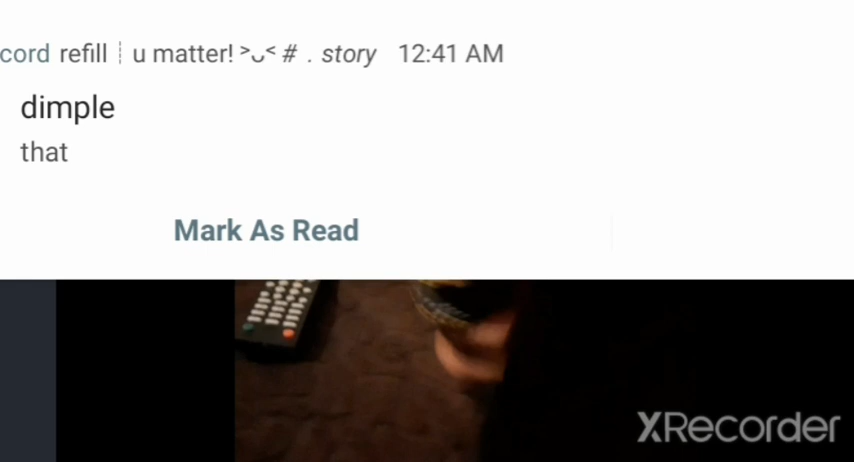 cord refill ┊ u matter! ˃ᴗ˂ # . story 12:41 AM
dimple
that
Mark As Read
XRecorder